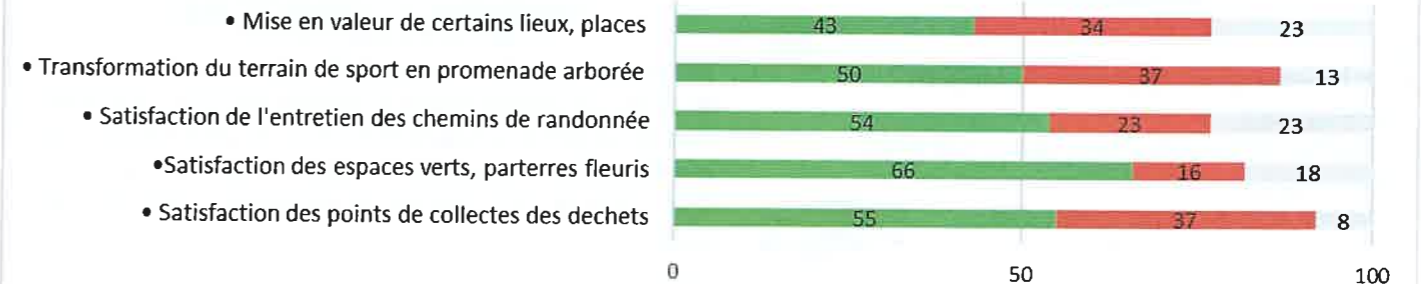 • Mise en valeur de certains lieux, places 43 34 23
• Transformation du terrain de sport en promenade arborée 50 37 13
• Satisfaction de l'entretien des chemins de randonnée 54 23 23
•Satisfaction des espaces verts, parterres fleuris 66 16 18
• Satisfaction des points de collectes des dechets 55 37 8
0 50 100